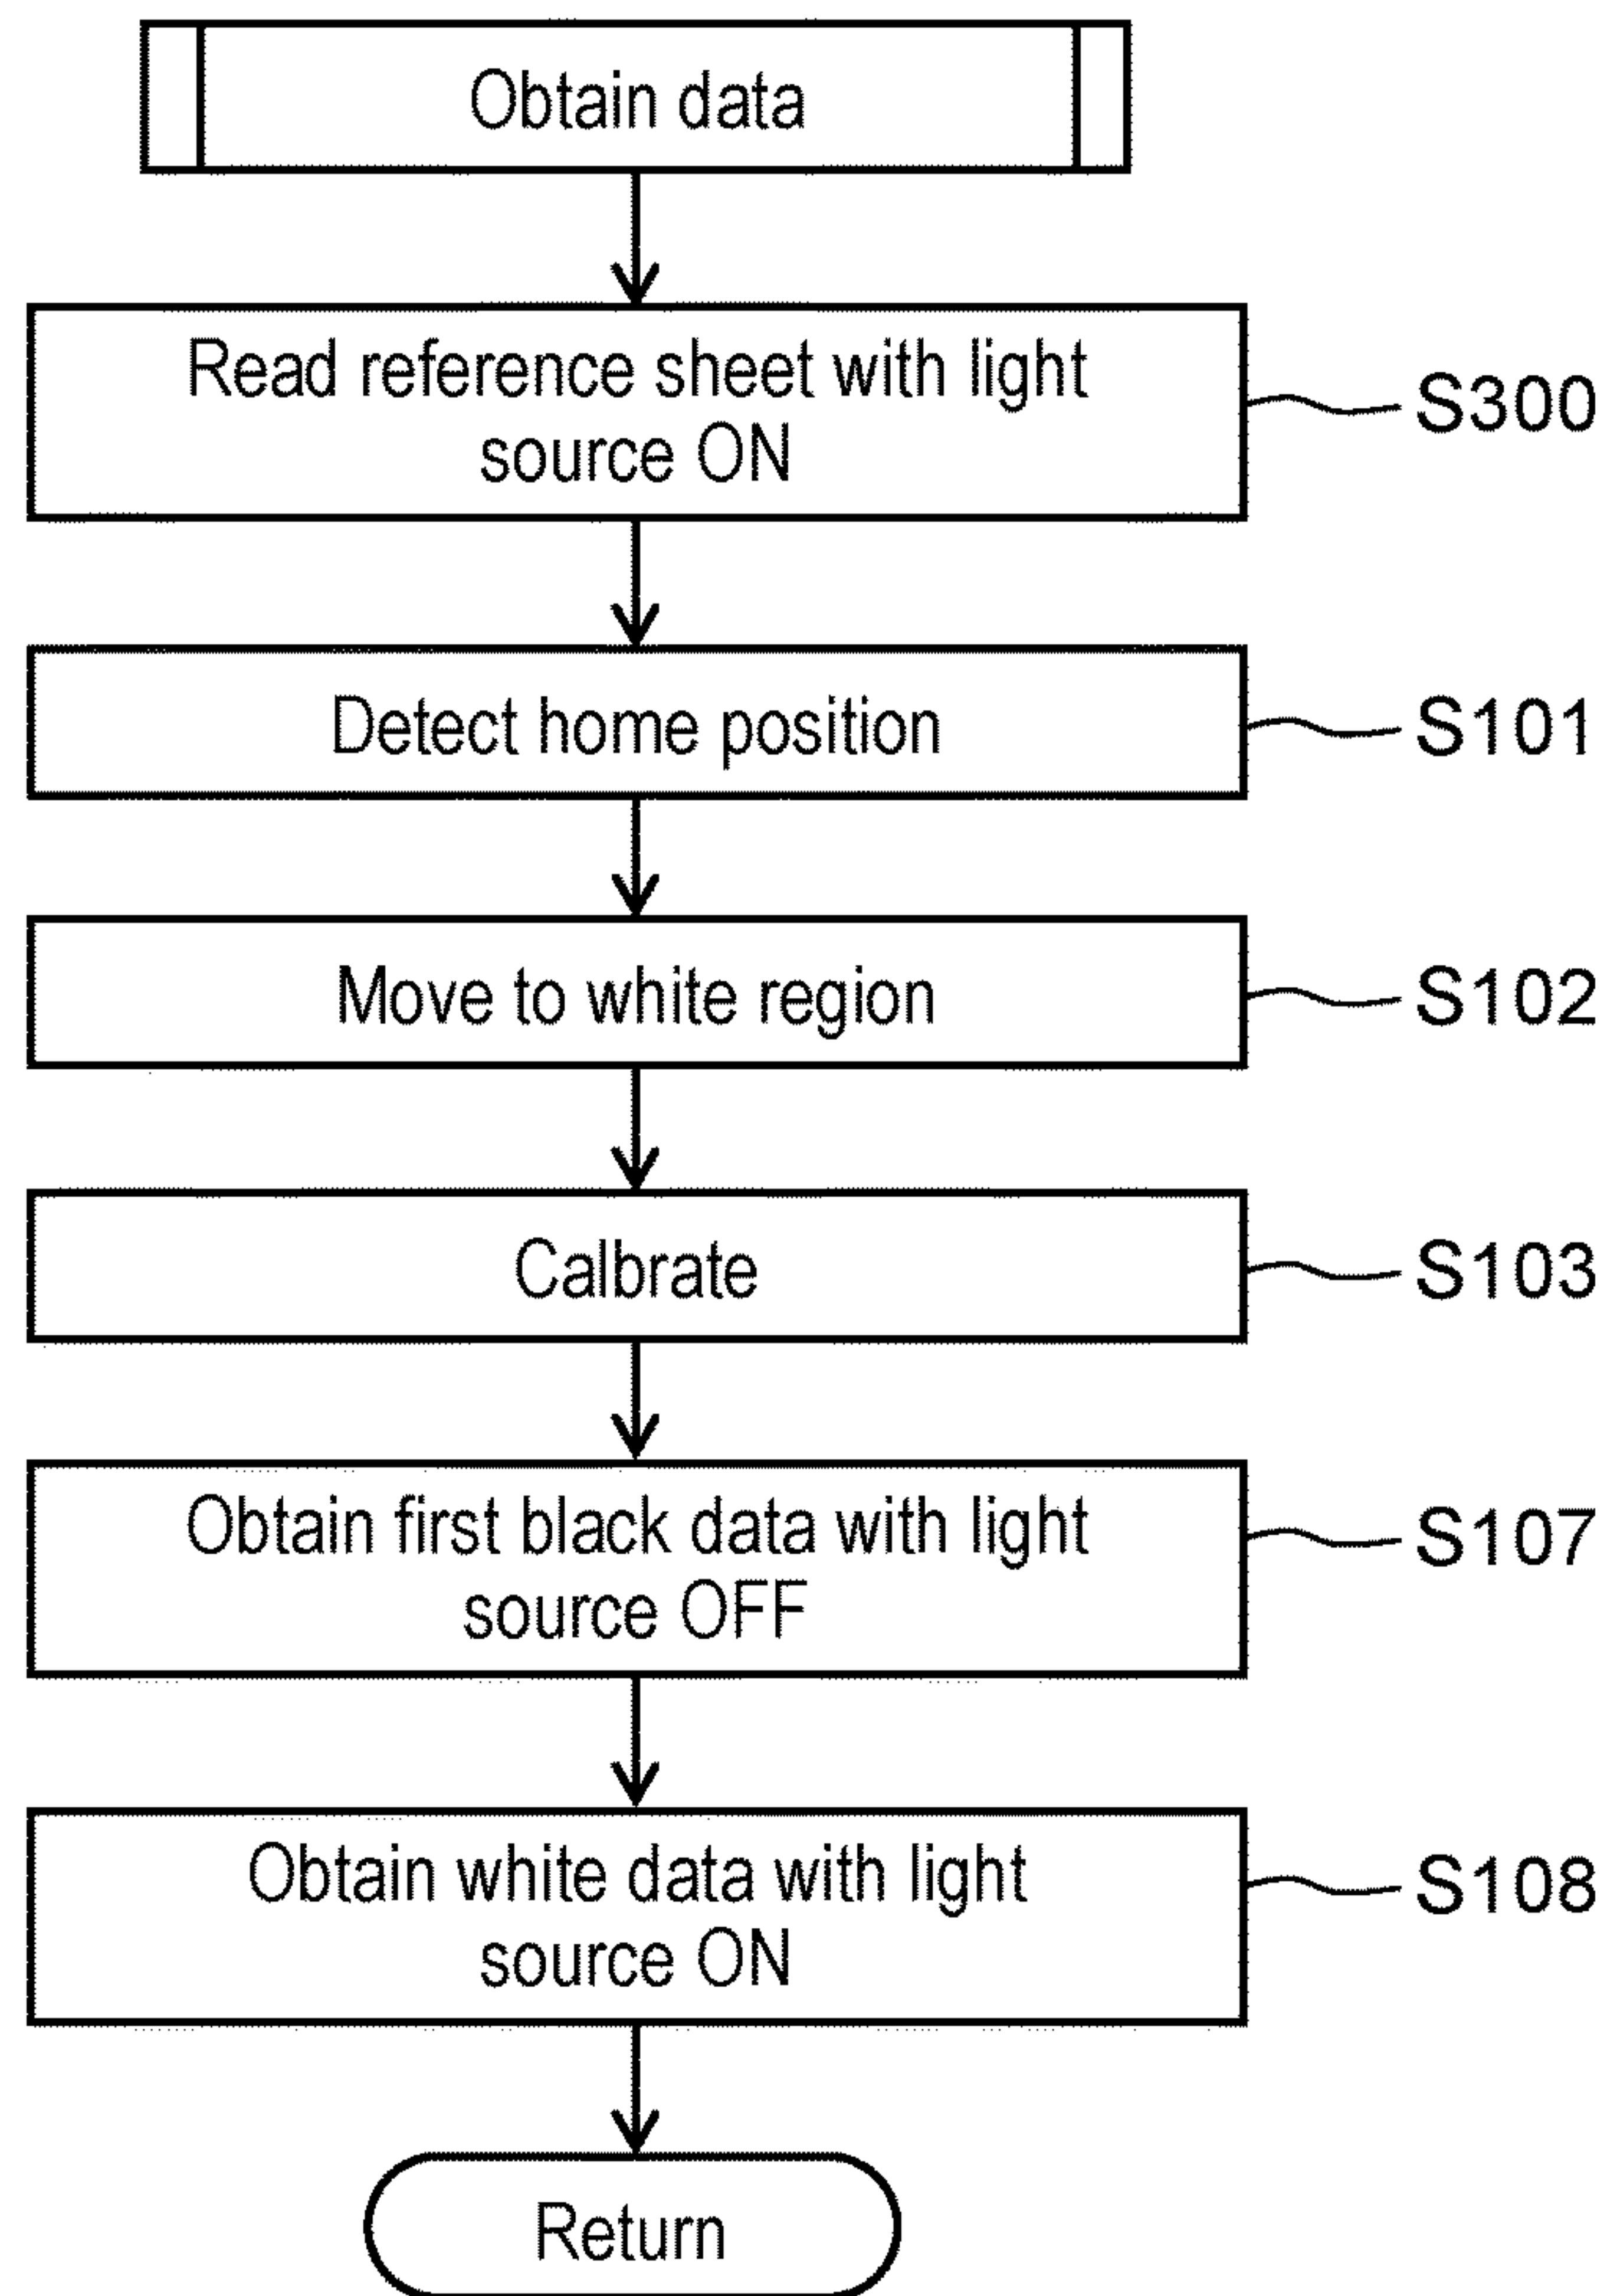 Obtain data
Read reference sheet with light
source ON
S300
Detect home position
S101
Move to white region
S102
Calbrate
S103
Obtain first black data with light
source OFF
S107
Obtain white data with light
source ON
S108
Return